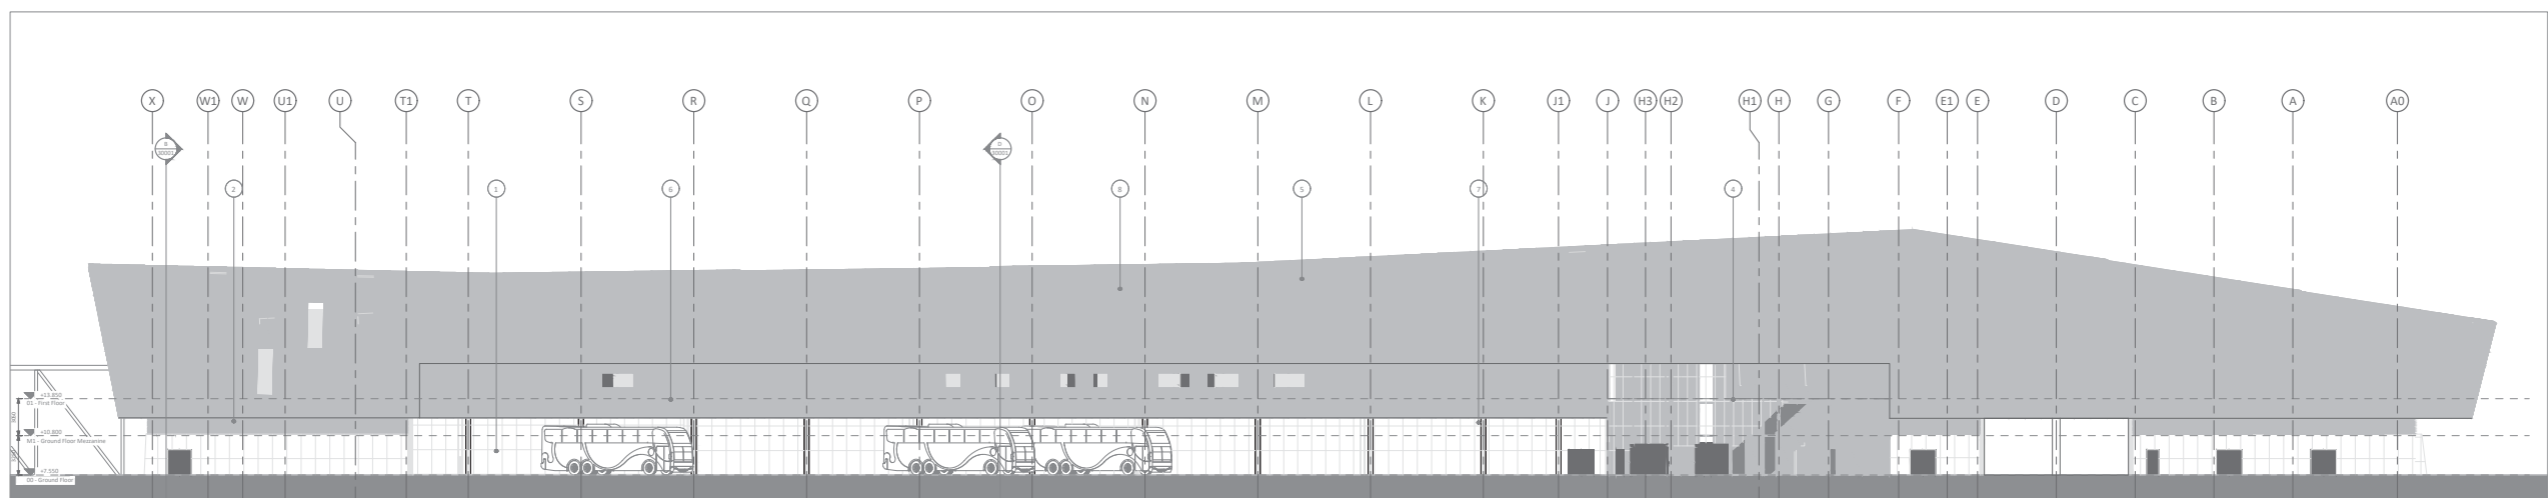 X W1 W U1 U T1 T S R Q P O N M L K J1 J H3 H2 H1 H G F E1 E D C B A A0
D
30001
2 1 6 8 5 7 4
+13.850
01 - First Floor
+10.800
M1 - Ground Floor Mezzanine
+7.550
00 - Ground Floor